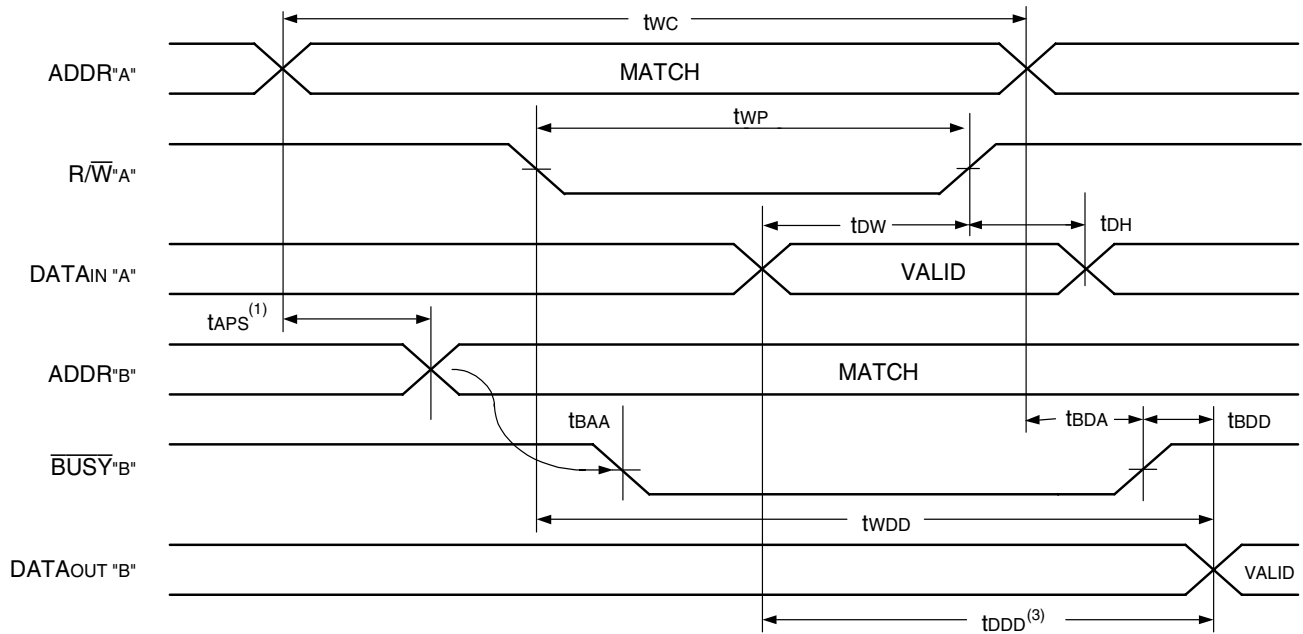 tWC
ADDR"A" MATCH
tWP
R/W̅"A"
tDW tDH
DATAIN "A" VALID
tAPS(1)
ADDR"B" MATCH
tBAA tBDA tBDD
B̅U̅S̅Y̅"B"
tWDD
DATAOUT "B" VALID
tDDD(3)